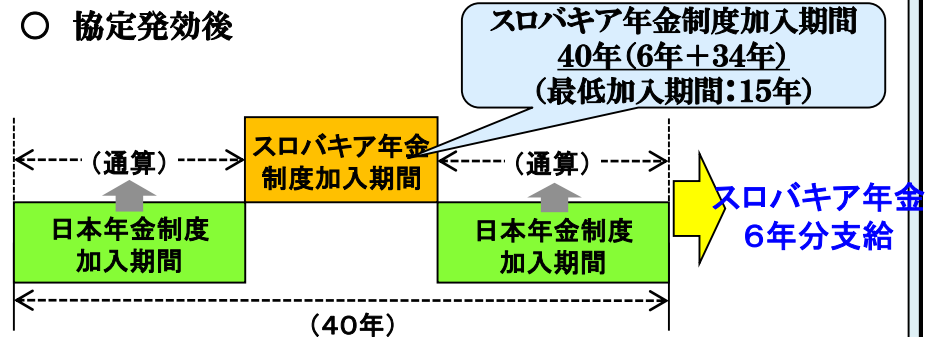 ○ 協定発効後
スロバキア年金制度加入期間
40年(6年+34年)
(最低加入期間:15年)
(通算)
スロバキア年金
制度加入期間
(通算)
日本年金制度
加入期間
日本年金制度
加入期間
スロバキア年金
6年分支給
(40年)